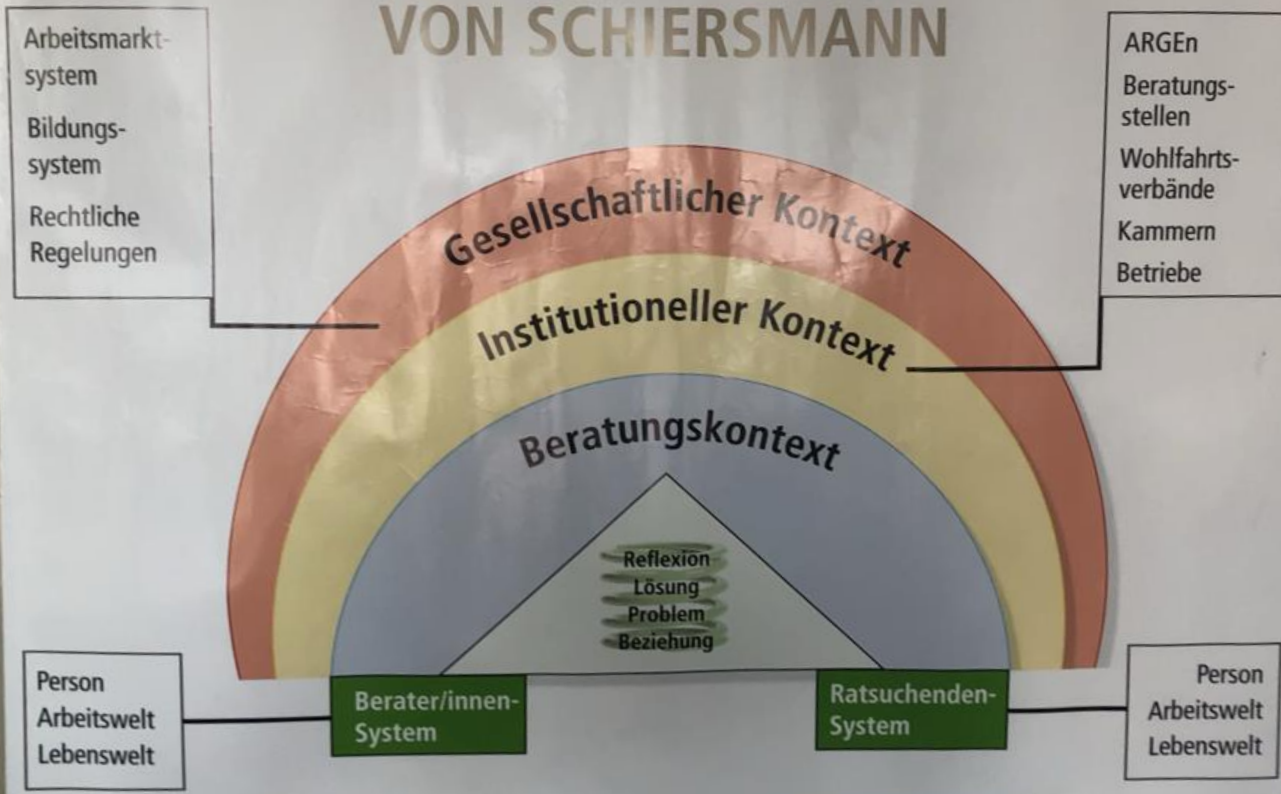 VON SCHIERSMANN
Arbeitsmarkt-
system
Bildungs-
system
Rechtliche
Regelungen
ARGEn
Beratungs-
stellen
Wohlfahrts-
verbände
Kammern
Betriebe
Gesellschaftlicher Kontext
Institutioneller Kontext
Beratungskontext
Reflexion
Lösung
Problem
Beziehung
Person
Arbeitswelt
Lebenswelt
Berater/innen-
System
Ratsuchenden-
System
Person
Arbeitswelt
Lebenswelt